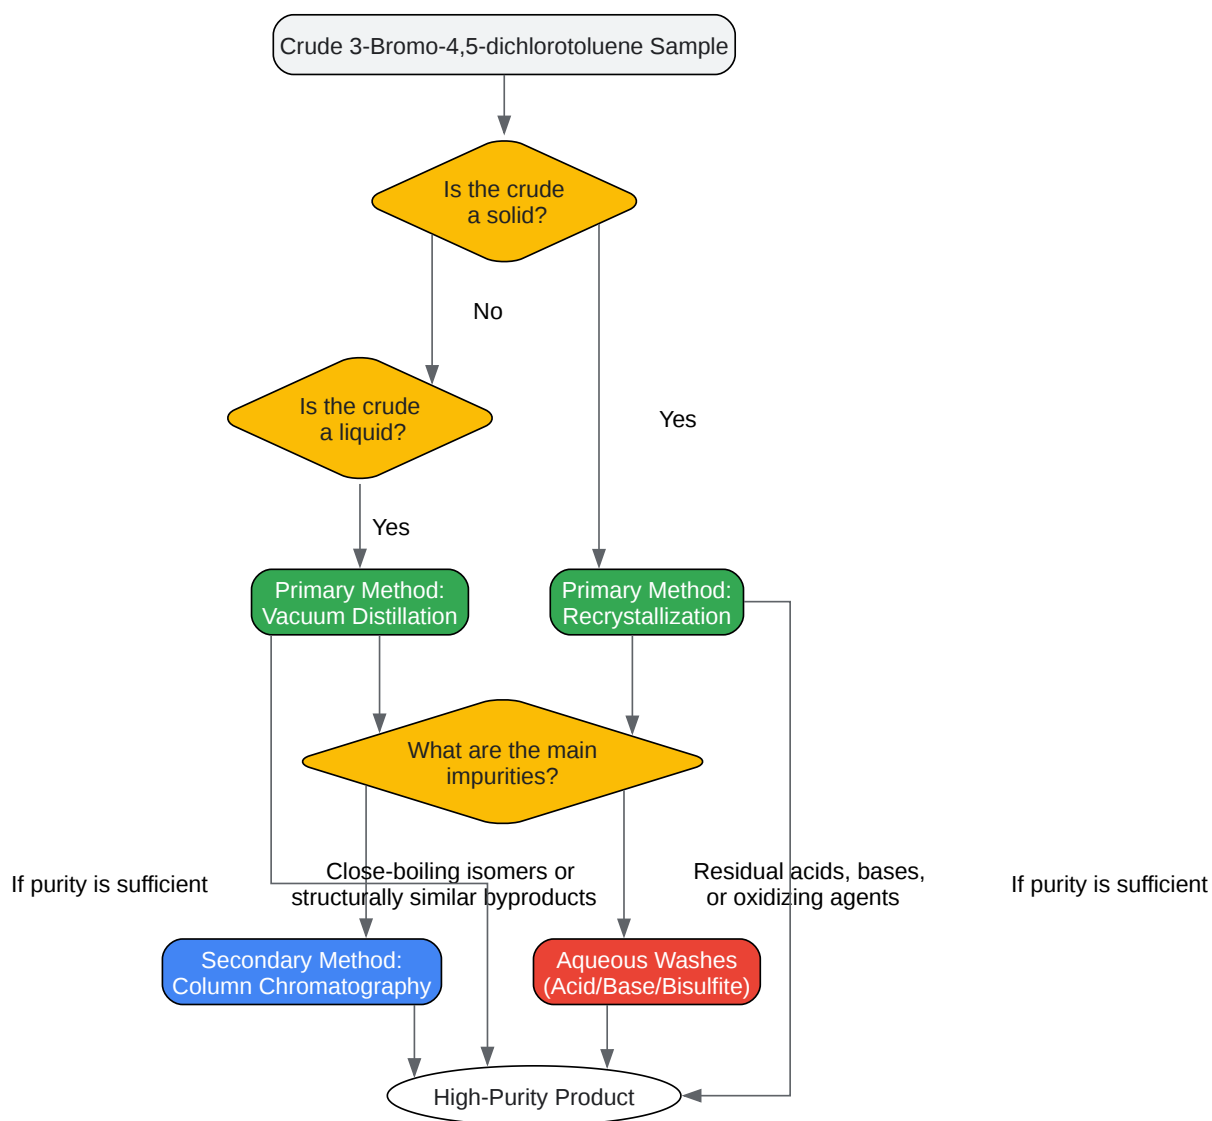 Crude 3-Bromo-4,5-dichlorotoluene Sample
Is the crude
a solid?
No
Is the crude
a liquid?
Yes
Yes
Primary Method:
Vacuum Distillation
Primary Method:
Recrystallization
What are the main
impurities?
If purity is sufficient
Close-boiling isomers or
structurally similar byproducts
Residual acids, bases,
or oxidizing agents
If purity is sufficient
Secondary Method:
Column Chromatography
Aqueous Washes
(Acid/Base/Bisulfite)
High-Purity Product